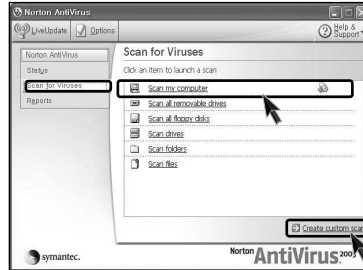 Norton AntiVirus
LiveUpdate Options Help & Support
Norton AntiVirus
Status
Scan for Viruses
Reports
Scan for Viruses
Click an item to launch a scan
Scan my computer
Scan all removable drives
Scan all floppy disks
Scan drives
Scan folders
Scan files
Create custom scan
symantec.
Norton AntiVirus